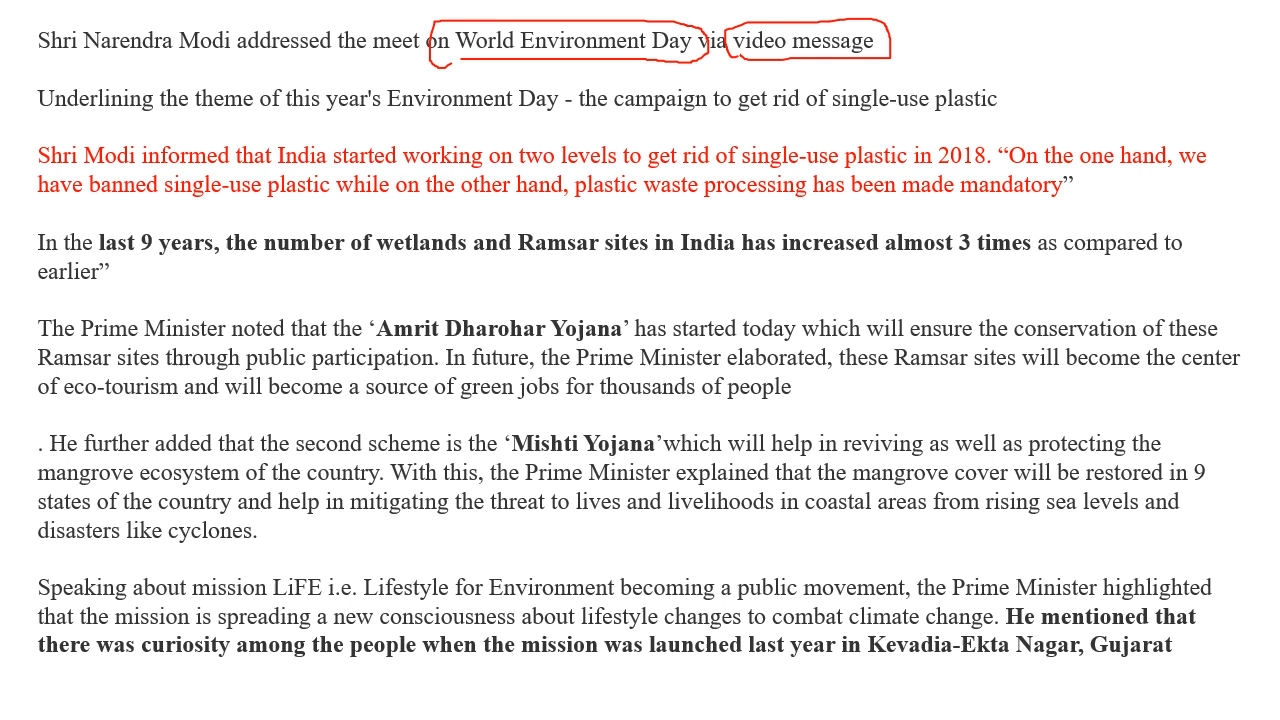 Shri Narendra Modi addressed the meet on World Environment Day via video message
Underlining the theme of this year's Environment Day - the campaign to get rid of single-use plastic
Shri Modi informed that India started working on two levels to get rid of single-use plastic in 2018. “On the one hand, we
have banned single-use plastic while on the other hand, plastic waste processing has been made mandatory”
In the last 9 years, the number of wetlands and Ramsar sites in India has increased almost 3 times as compared to
earlier”
The Prime Minister noted that the ‘Amrit Dharohar Yojana’ has started today which will ensure the conservation of these
Ramsar sites through public participation. In future, the Prime Minister elaborated, these Ramsar sites will become the center
of eco-tourism and will become a source of green jobs for thousands of people
. He further added that the second scheme is the ‘Mishti Yojana’which will help in reviving as well as protecting the
mangrove ecosystem of the country. With this, the Prime Minister explained that the mangrove cover will be restored in 9
states of the country and help in mitigating the threat to lives and livelihoods in coastal areas from rising sea levels and
disasters like cyclones.
Speaking about mission LiFE i.e. Lifestyle for Environment becoming a public movement, the Prime Minister highlighted
that the mission is spreading a new consciousness about lifestyle changes to combat climate change. He mentioned that
there was curiosity among the people when the mission was launched last year in Kevadia-Ekta Nagar, Gujarat